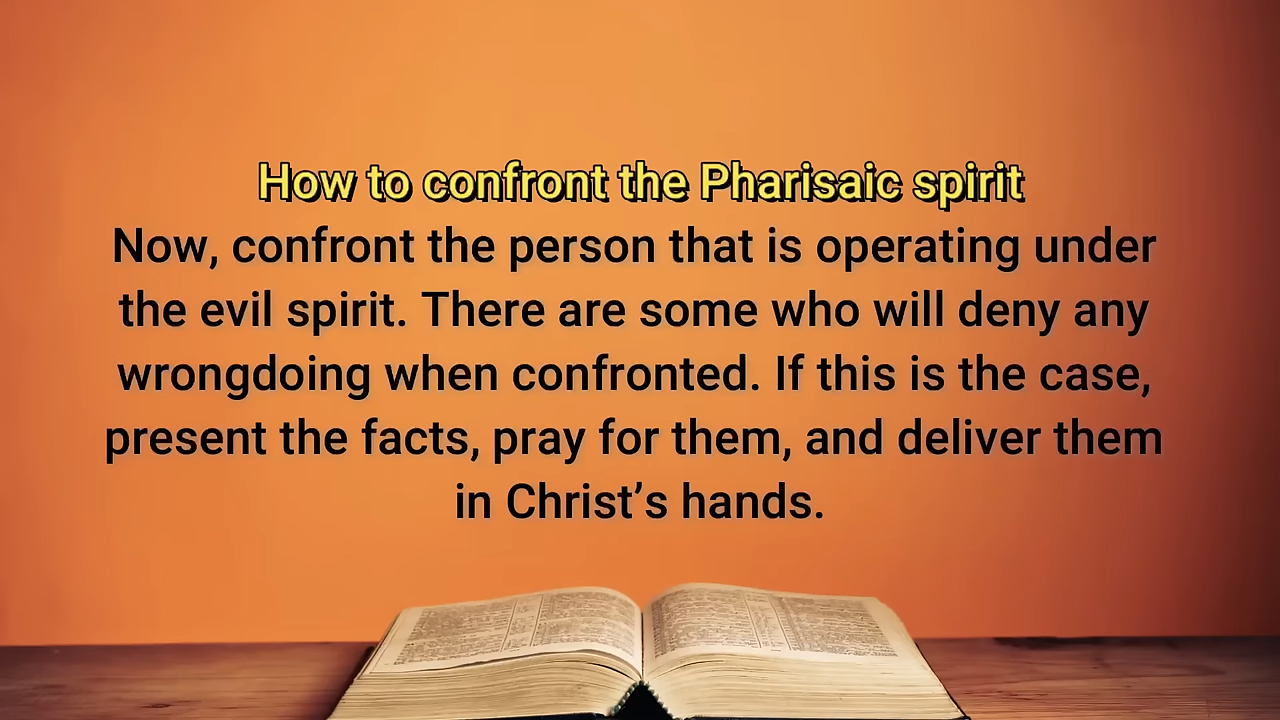 How to confront the Pharisaic spirit
Now, confront the person that is operating under
the evil spirit. There are some who will deny any
wrongdoing when confronted. If this is the case,
present the facts, pray for them, and deliver them
in Christ’s hands.